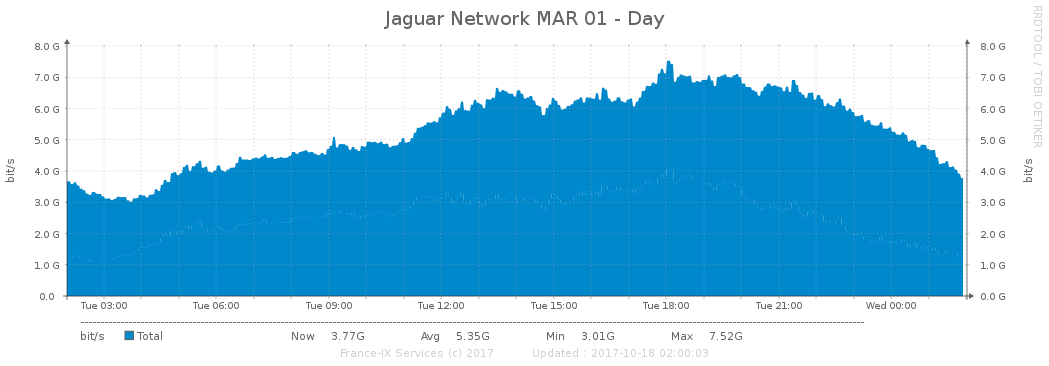 Jaguar Network MAR 01 - Day
RRDTOOL / TOBI OETIKER
8.0 G 8.0 G
7.0 G 7.0 G
6.0 G 6.0 G
5.0 G 5.0 G
4.0 G 4.0 G
3.0 G 3.0 G
2.0 G 2.0 G
1.0 G 1.0 G
0.0 0.0 G
bit/s bit/s
Tue 03:00 Tue 06:00 Tue 09:00 Tue 12:00 Tue 15:00 Tue 18:00 Tue 21:00 Wed 00:00
bit/s Total Now 3.77G Avg 5.35G Min 3.01G Max 7.52G
France-IX Services (c) 2017 Updated : 2017-10-18 02:00:03